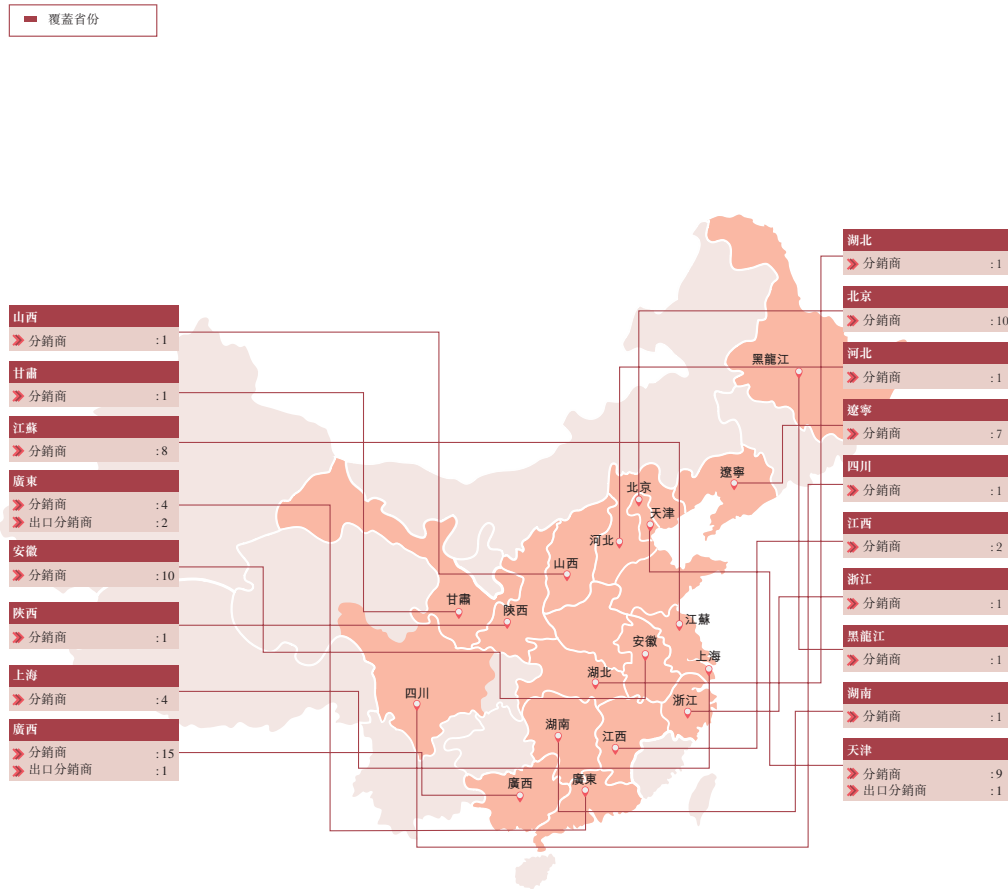 覆蓋省份
山西
分銷商 :1
甘肅
分銷商 :1
江蘇
分銷商 :8
廣東
分銷商 :4
出口分銷商 :2
安徽
分銷商 :10
陝西
分銷商 :1
上海
分銷商 :4
廣西
分銷商 :15
出口分銷商 :1
黑龍江
遼寧
北京
天津
河北
山西
甘肅
陝西
江蘇
安徽
上海
湖北
四川
浙江
湖南
江西
廣西
廣東
湖北
分銷商 :1
北京
分銷商 :10
河北
分銷商 :1
遼寧
分銷商 :7
四川
分銷商 :1
江西
分銷商 :2
浙江
分銷商 :1
黑龍江
分銷商 :1
湖南
分銷商 :1
天津
分銷商 :9
出口分銷商 :1